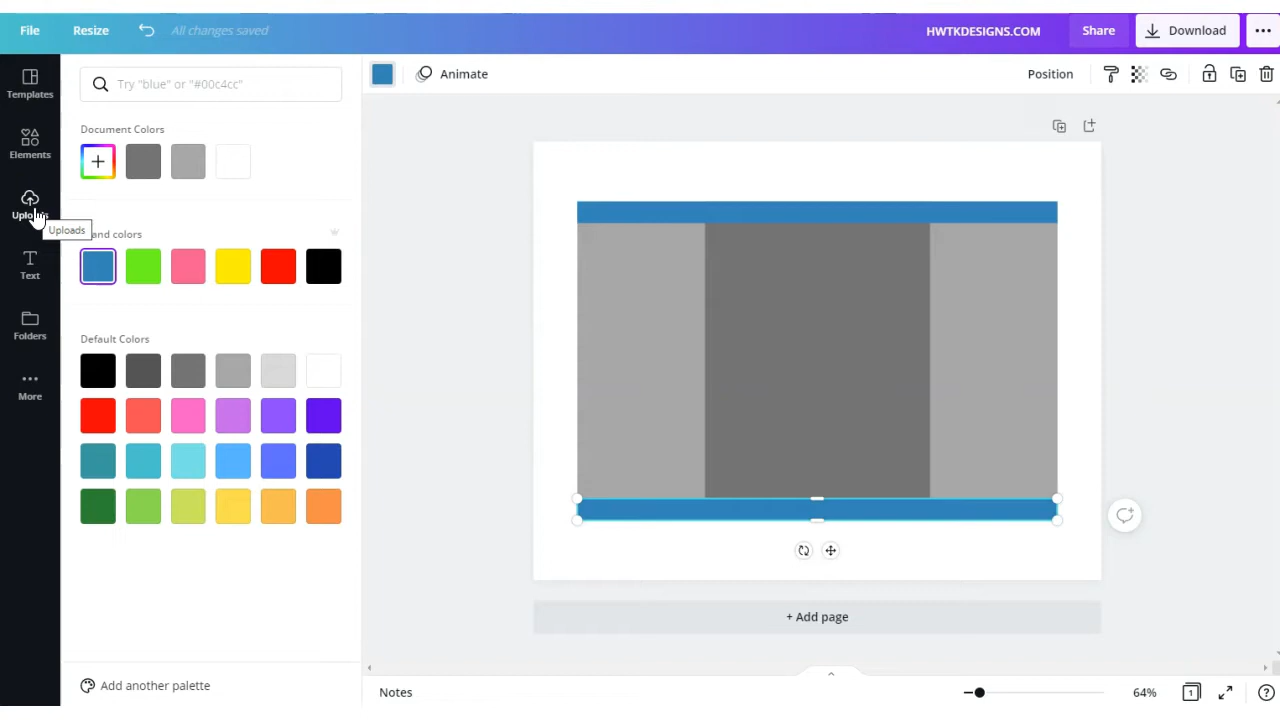 File
Resize
All changes saved
HWTKDESIGNS.COM
Share
Download
Templates
Elements
Uploads
Text
Folders
More
Try "blue" or "#00c4cc"
Document Colors
Uploads
and colors
Default Colors
Add another palette
Animate
Position
+ Add page
Notes
64%
1